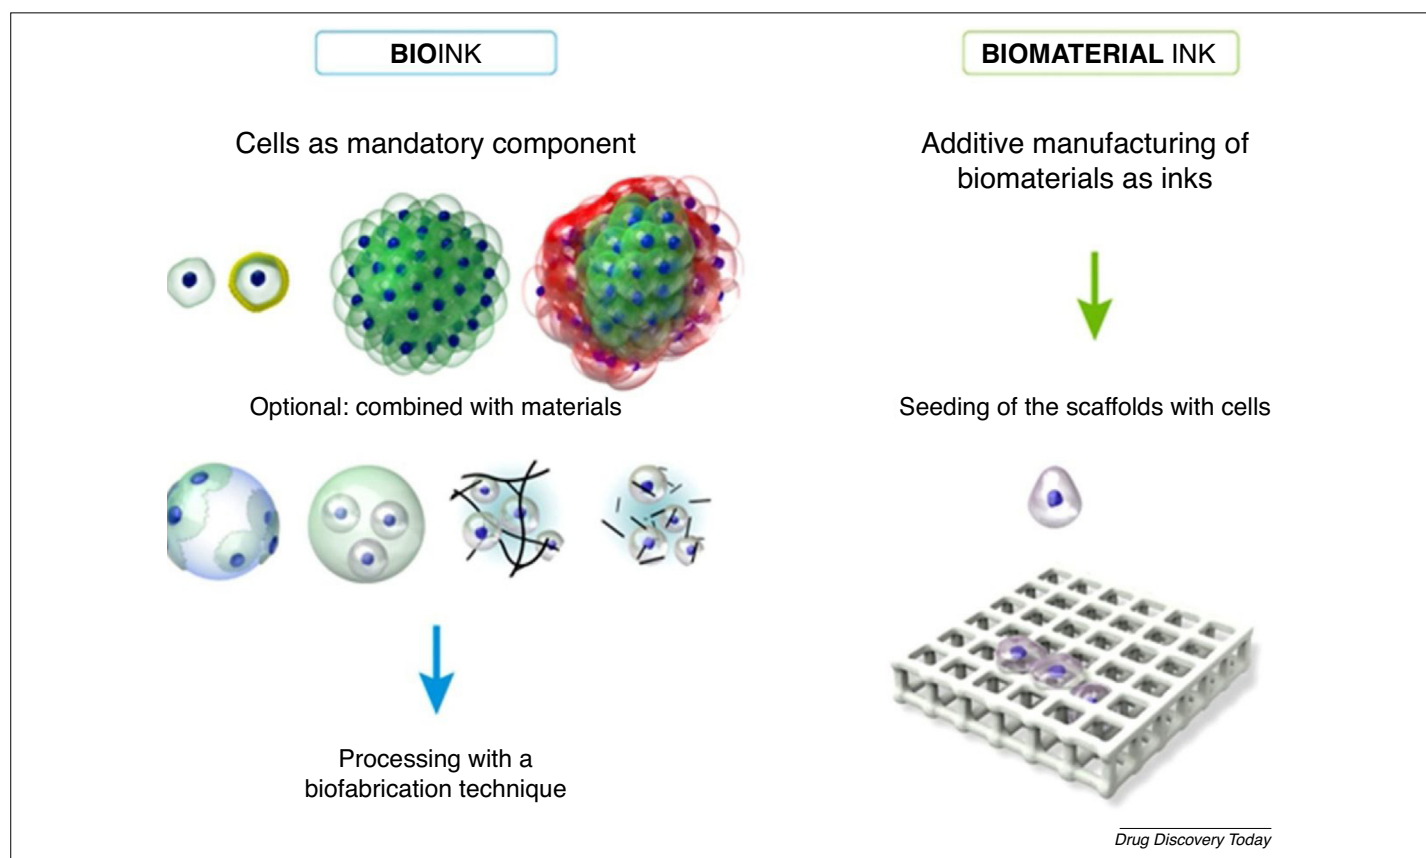 BIOINK
Cells as mandatory component
Optional: combined with materials
Processing with a
biofabrication technique
BIOMATERIAL INK
Additive manufacturing of
biomaterials as inks
Seeding of the scaffolds with cells
Drug Discovery Today